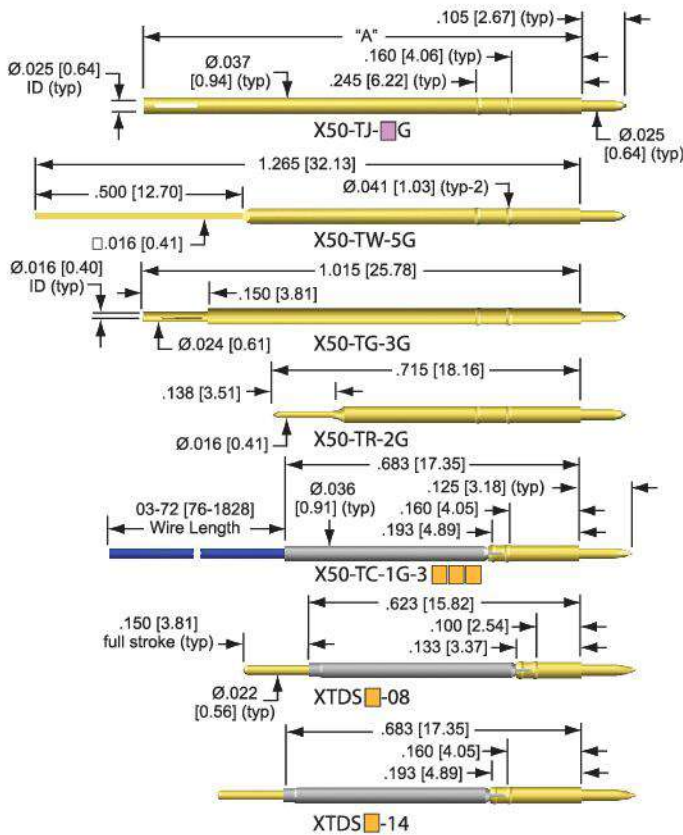 .105 [2.67] (typ)
"A"
.160 [4.06] (typ)
Ø.025 [0.64]
ID (typ)
Ø.037
[0.94] (typ)
.245 [6.22] (typ)
X50-TJ-G
Ø.025
[0.64] (typ)
1.265 [32.13]
.500 [12.70]
Ø.041 [1.03] (typ-2)
□.016 [0.41]
X50-TW-5G
Ø.016 [0.40]
ID (typ)
1.015 [25.78]
.150 [3.81]
Ø.024 [0.61]
X50-TG-3G
.715 [18.16]
.138 [3.51]
Ø.016 [0.41]
X50-TR-2G
.683 [17.35]
.125 [3.18] (typ)
03-72 [76-1828]
Wire Length
Ø.036
[0.91] (typ)
.160 [4.05]
.193 [4.89]
X50-TC-1G-3
.623 [15.82]
.150 [3.81]
full stroke (typ)
.100 [2.54]
.133 [3.37]
Ø.022
[0.56] (typ)
XTDS-08
.683 [17.35]
.160 [4.05]
.193 [4.89]
XTDS-14